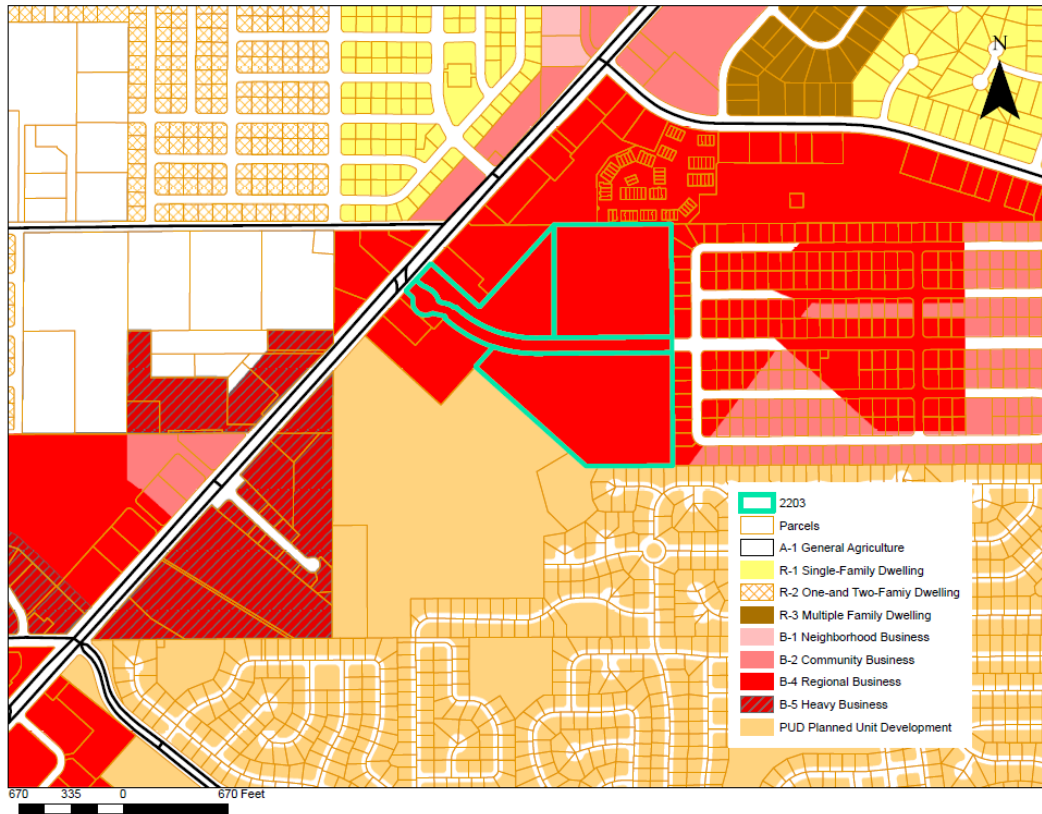 N
2203
Parcels
A-1 General Agriculture
R-1 Single-Family Dwelling
R-2 One-and Two-Famiy Dwelling
R-3 Multiple Family Dwelling
B-1 Neighborhood Business
B-2 Community Business
B-4 Regional Business
B-5 Heavy Business
PUD Planned Unit Development
670 335 0 670 Feet